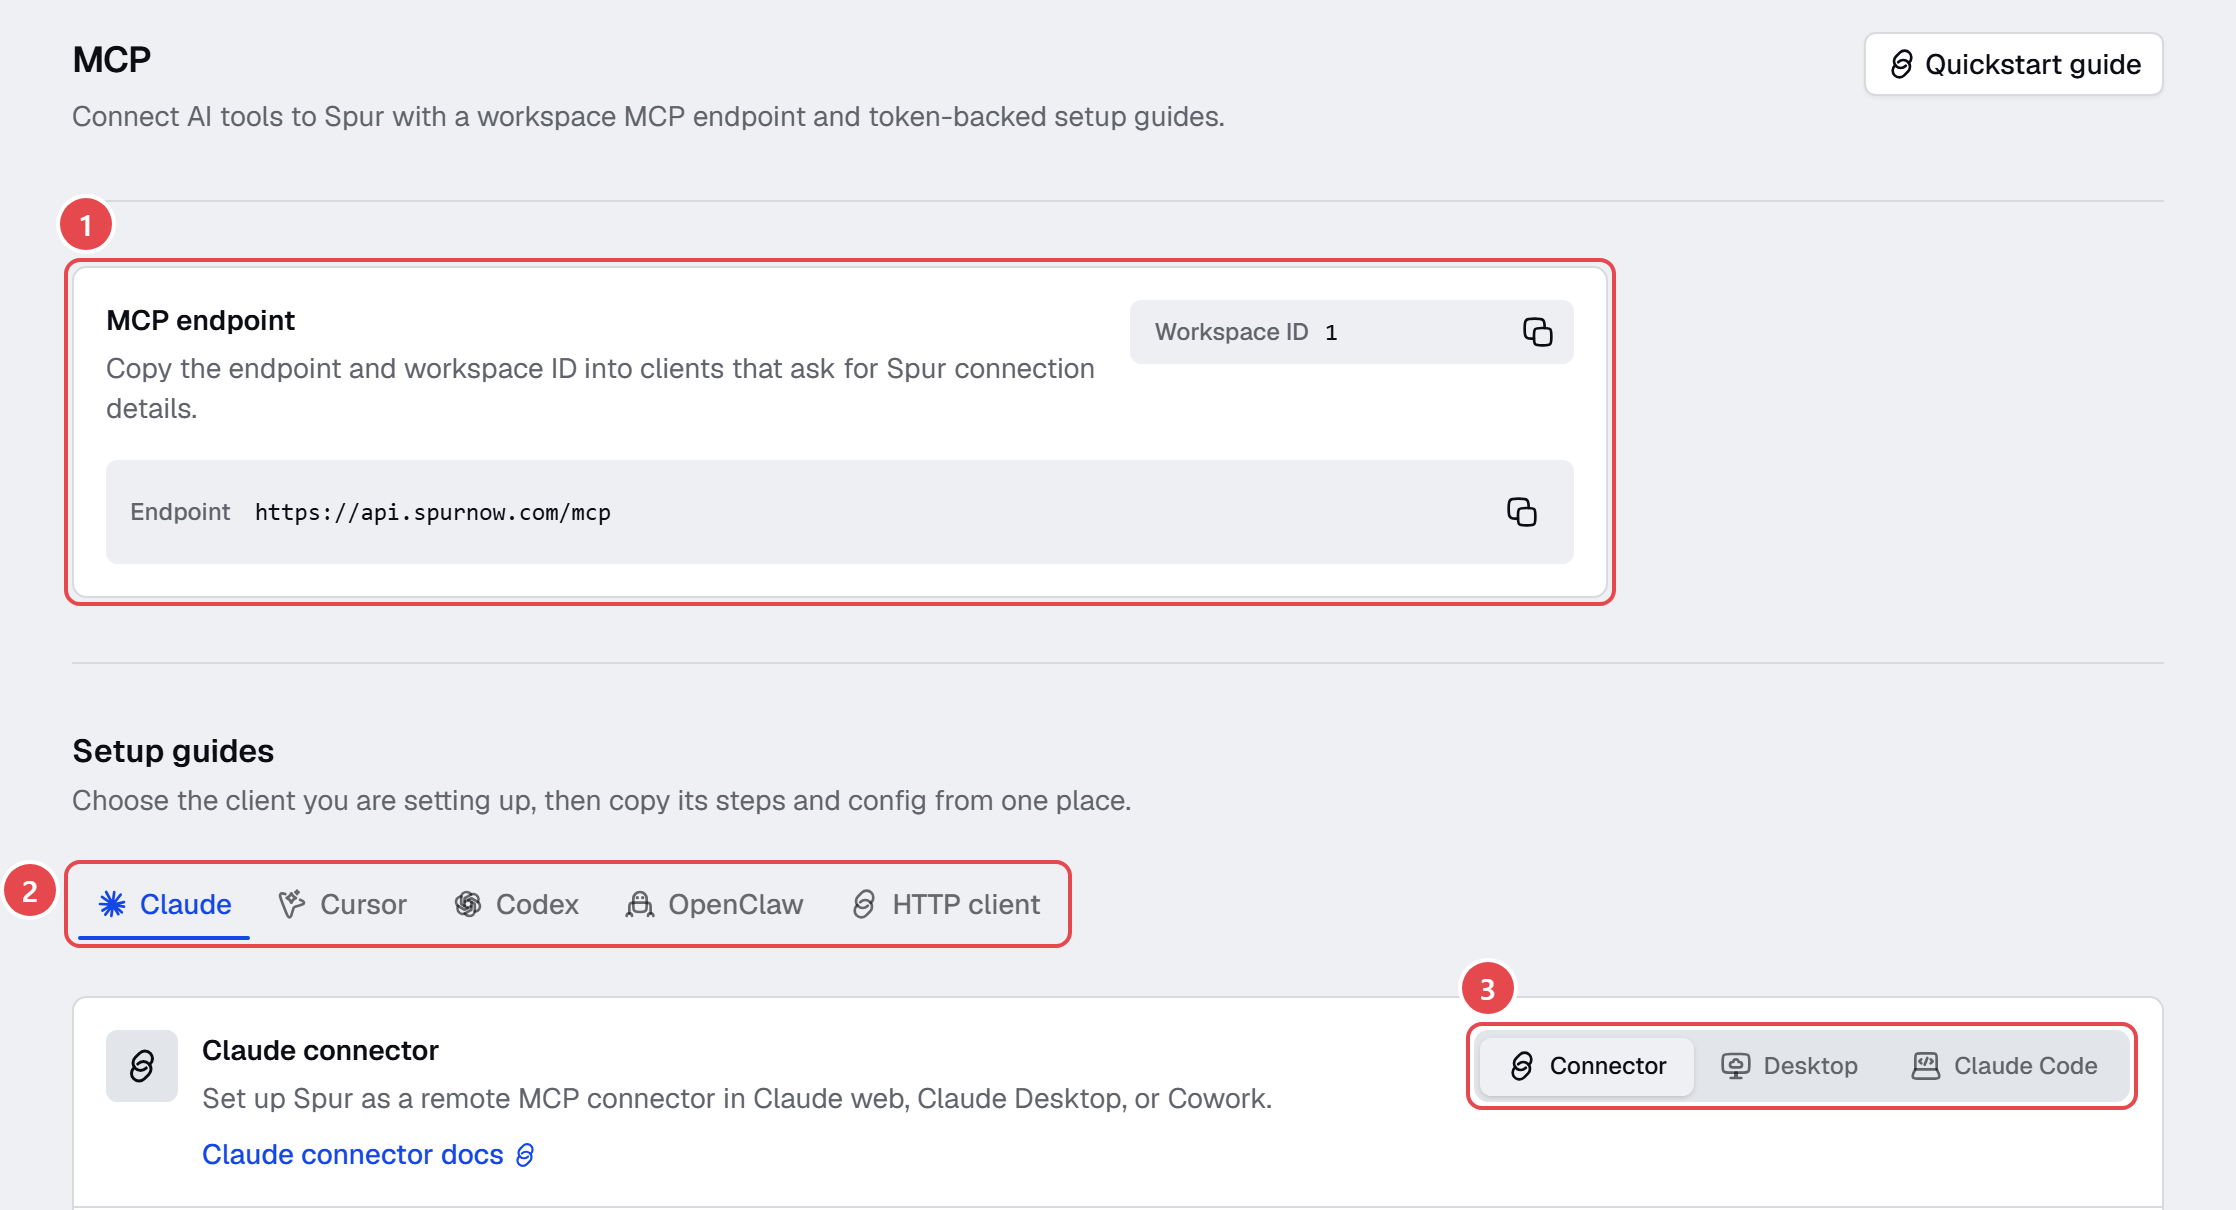 MCP
Quickstart guide
Connect AI tools to Spur with a workspace MCP endpoint and token-backed setup guides.
1
MCP endpoint
Workspace ID 1
Copy the endpoint and workspace ID into clients that ask for Spur connection
details.
Endpoint https://api.spurnow.com/mcp
Setup guides
Choose the client you are setting up, then copy its steps and config from one place.
2
Claude Cursor Codex OpenClaw HTTP client
3
Claude connector
Connector Desktop Claude Code
Set up Spur as a remote MCP connector in Claude web, Claude Desktop, or Cowork.
Claude connector docs